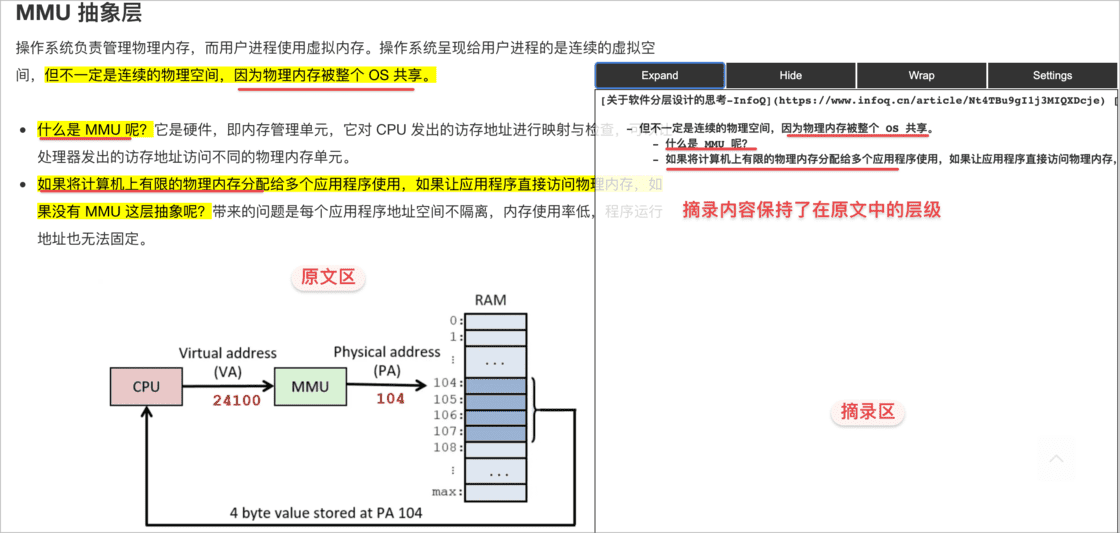 MMU 抽象层
操作系统负责管理物理内存，而用户进程使用虚拟内存。操作系统呈现给用户进程的是连续的虚拟空
间，但不一定是连续的物理空间，因为物理内存被整个 OS 共享。
什么是 MMU 呢？它是硬件，即内存管理单元，它对 CPU 发出的访存地址进行映射与检查，可
处理器发出的访存地址访问不同的物理内存单元。
如果将计算机上有限的物理内存分配给多个应用程序使用，如果让应用程序直接访问物理内存，如
果没有 MMU 这层抽象呢？带来的问题是每个应用程序地址空间不隔离，内存使用率低，程序运行
地址也无法固定。
原文区
CPU
Virtual address
(VA)
24100
MMU
Physical address
(PA)
104
RAM
0:
1:
⋮
...
104:
105:
106:
107:
108:
⋮
...
max:
4 byte value stored at PA 104
Expand
Hide
Wrap
Settings
[关于软件分层设计的思考-InfoQ](https://www.infoq.cn/article/Nt4TBu9gI1j3MIQXDcje) [
- 但不一定是连续的物理空间，因为物理内存被整个 OS 共享。
- 什么是 MMU 呢？
- 如果将计算机上有限的物理内存分配给多个应用程序使用，如果让应用程序直接访问物理内存，
摘录内容保持了在原文中的层级
摘录区